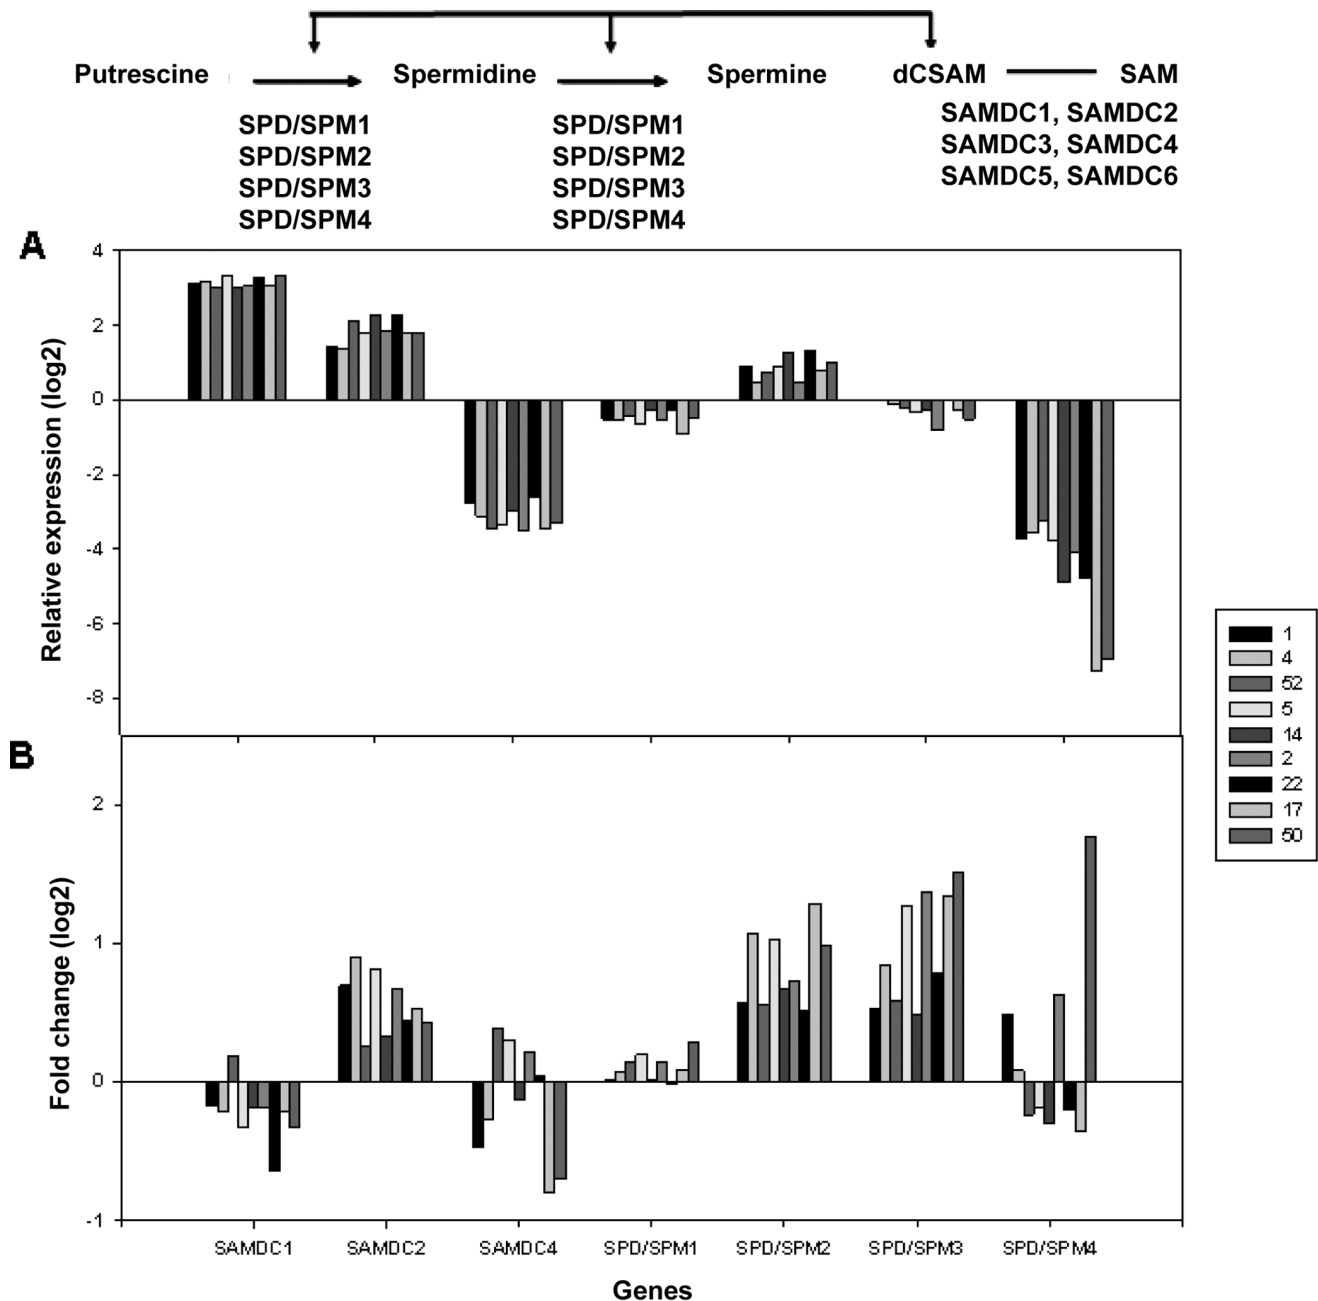 Putrescine Spermidine Spermine dCSAM SAM
SPD/SPM1 SPD/SPM1 SAMDC1, SAMDC2
SPD/SPM2 SPD/SPM2 SAMDC3, SAMDC4
SPD/SPM3 SPD/SPM3 SAMDC5, SAMDC6
SPD/SPM4 SPD/SPM4
A
Relative expression (log2)
4
2
0
-2
-4
-6
-8
1
4
52
5
14
2
22
17
50
B
Fold change (log2)
2
1
0
-1
SAMDC1 SAMDC2 SAMDC4 SPD/SPM1 SPD/SPM2 SPD/SPM3 SPD/SPM4
Genes